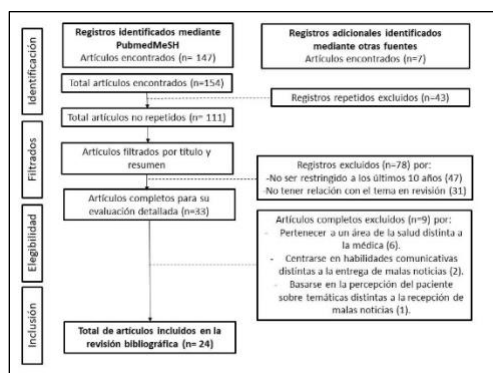 Identificación
Registros identificados mediante
PubmedMeSH
Artículos encontrados (n= 147)
Registros adicionales identificados
mediante otras fuentes
Artículos encontrados (n=7)
Total artículos encontrados (n=154)
Registros repetidos excluidos (n=43)
Total artículos no repetidos (n= 111)
Filtrados
Artículos filtrados por título y
resumen
Registros excluidos (n=78) por:
-No ser restringido a los últimos 10 años (47)
-No tener relación con el tema en revisión (31)
Artículos completos para su
evaluación detallada (n=33)
Elegibilidad
Artículos completos excluidos (n=9) por:
- Pertenecer a un área de la salud distinta a
la médica (6).
- Centrarse en habilidades comunicativas
distintas a la entrega de malas noticias (2).
- Basarse en la percepción del paciente
sobre temáticas distintas a la recepción de
malas noticias (1).
Inclusión
Total de artículos incluidos en la
revisión bibliográfica (n= 24)